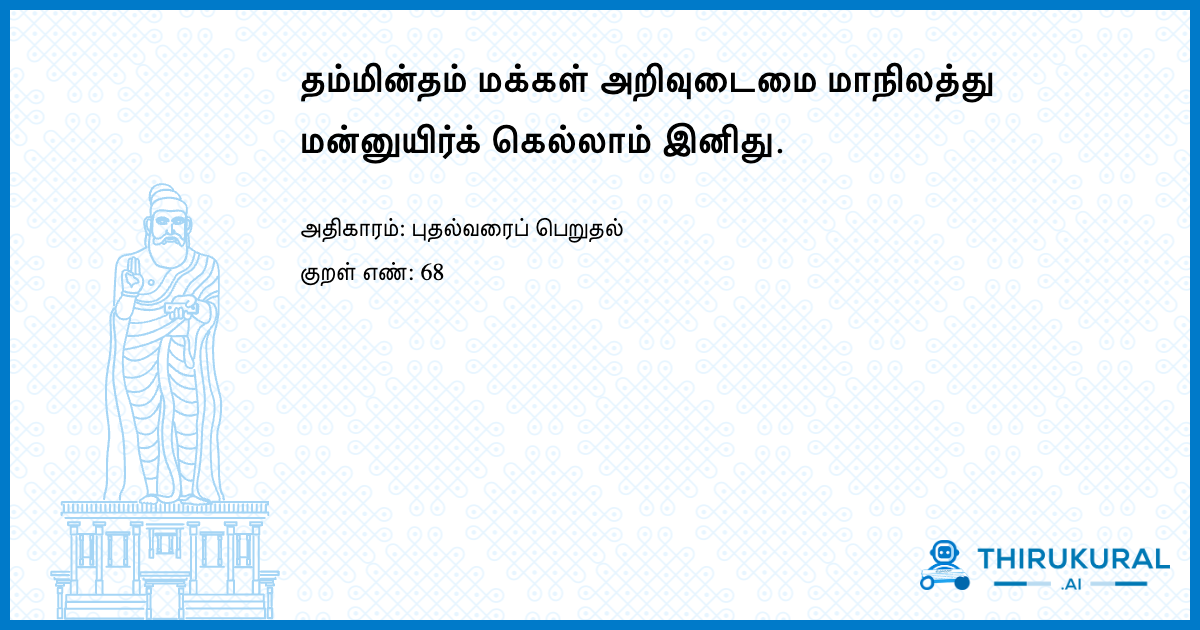 தம்மின்தம் மக்கள் அறிவுடைமை மாநிலத்து
மன்னுயிர்க் கெல்லாம் இனிது.
அதிகாரம்: புதல்வரைப் பெறுதல்
குறள் எண்: 68
THIRUKURAL
.AI